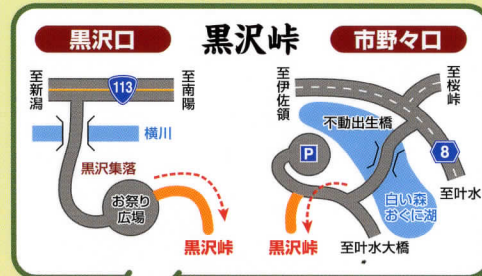 黒沢口
黒沢峠
市野々口
至新潟
113
至南陽
横川
黒沢集落
お祭り
広場
黒沢峠
至伊佐領
至桜峠
不動出生橋
P
8
至叶水
白い森
おぐに湖
黒沢峠
至叶水大橋